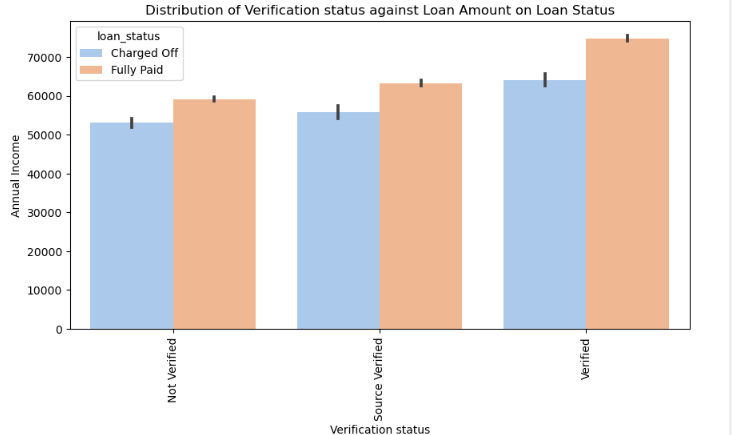 Distribution of Verification status against Loan Amount on Loan Status
loan_status
Charged Off
Fully Paid
70000
60000
50000
40000
30000
20000
10000
0
Annual Income
Not Verified
Source Verified
Verified
Verification status